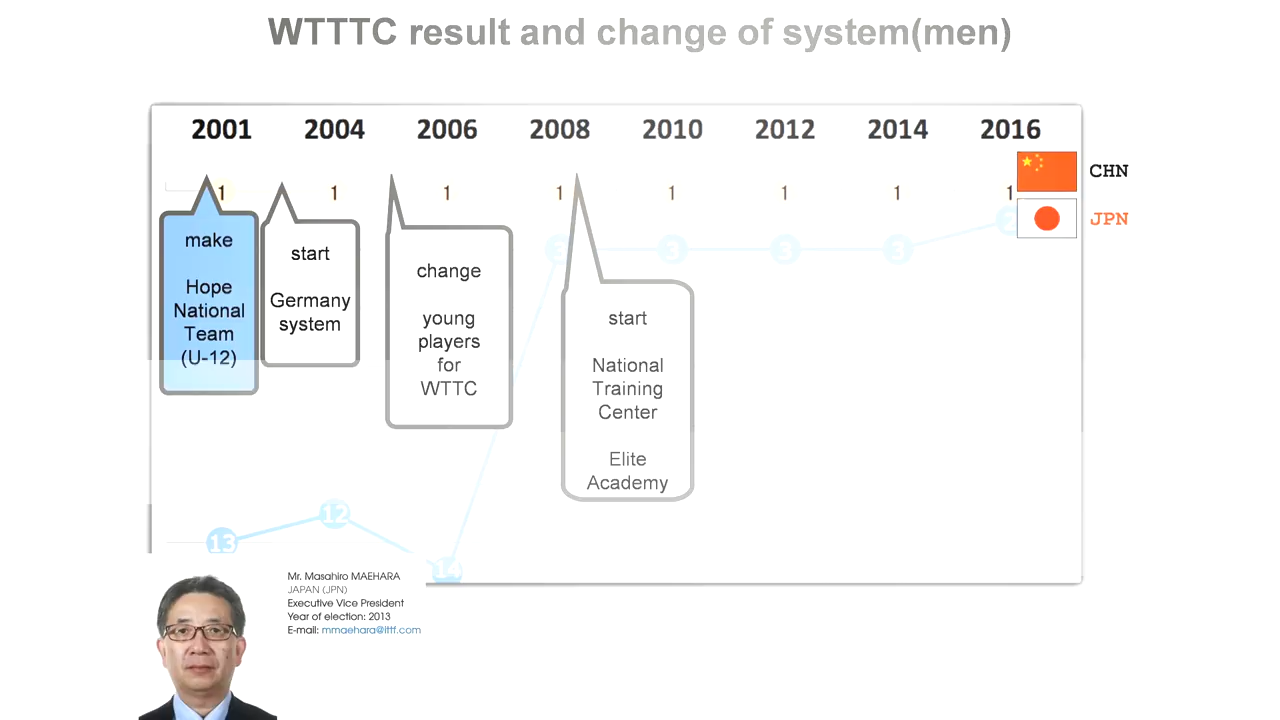 WTTTC result and change of system(men)
2001 2004 2006 2008 2010 2012 2014 2016
CHN
1 1 1 1 1 1 1 1
JPN
3 3 3 3
make
Hope
National
Team
(U-12)
start
Germany
system
change
young
players
for
WTTC
start
National
Training
Center
Elite
Academy
13 12 14
Mr. Masahiro MAEHARA
JAPAN (JPN)
Executive Vice President
Year of election: 2013
E-mail: mmaehara@ittf.com